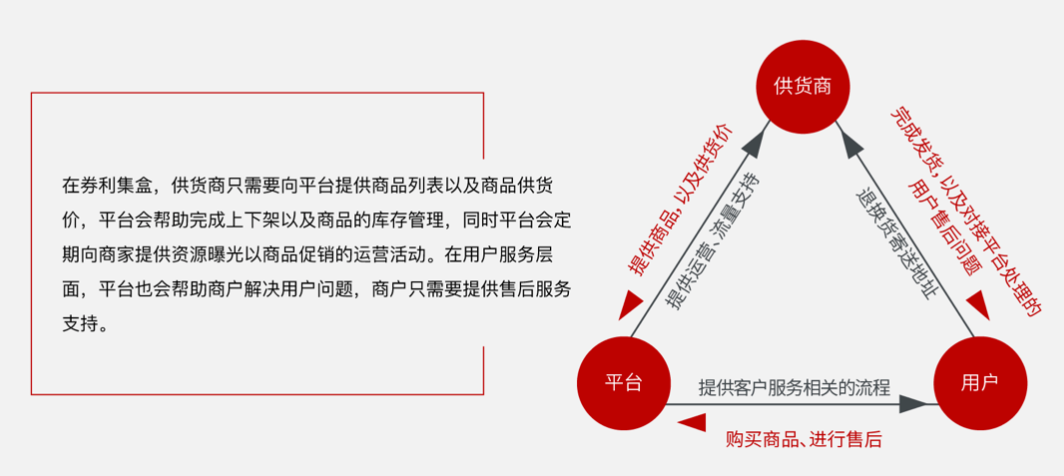 在券利集盒，供货商只需要向平台提供商品列表以及商品供货
价，平台会帮助完成上下架以及商品的库存管理，同时平台会定
期向商家提供资源曝光以商品促销的运营活动。在用户服务层
面，平台也会帮助商户解决用户问题，商户只需要提供售后服务
支持。
供货商
提供商品，以及供货价
提供运营、流量支持
完成发货，以及对接平台处理的
用户售后问题
退换货寄送地址
平台
用户
提供客户服务相关的流程
购买商品、进行售后